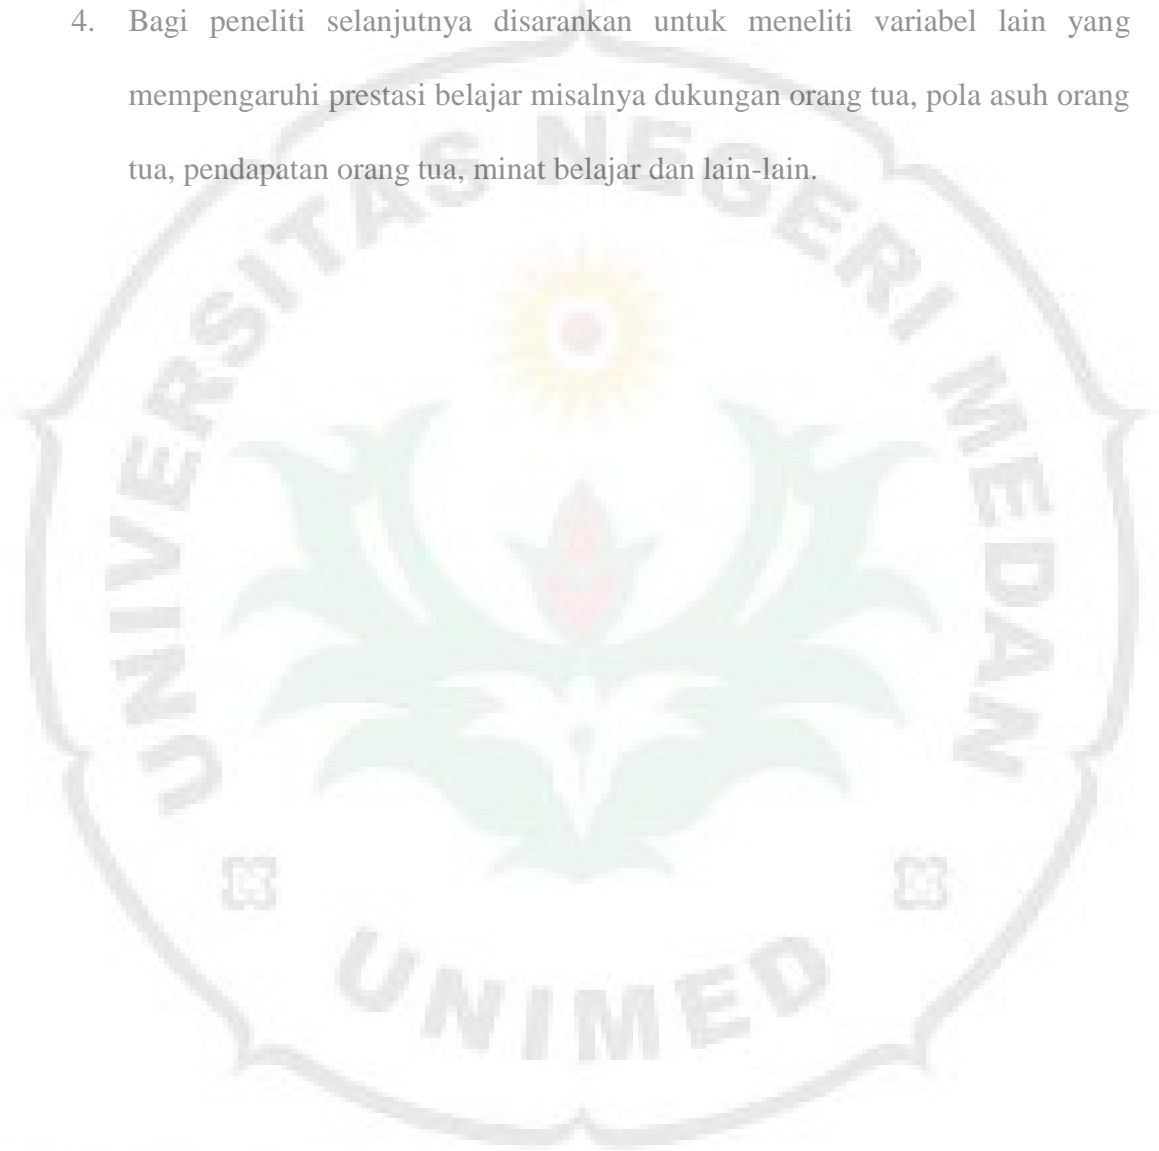 4. Bagi peneliti selanjutnya disarankan untuk meneliti variabel lain yang
mempengaruhi prestasi belajar misalnya dukungan orang tua, pola asuh orang
tua, pendapatan orang tua, minat belajar dan lain-lain.
UNIVERSITAS NEGERI MEDAN
UNIMED